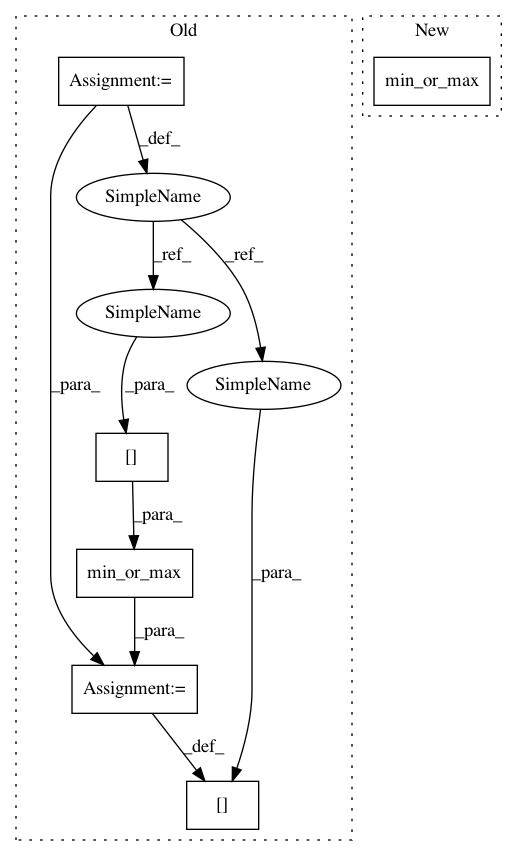 Old
New
Assignment:=
min_or_max
_def_
SimpleName
_ref_
_ref_
SimpleName
SimpleName
_para_
_para_
[]
_para_
_para_
min_or_max
_para_
Assignment:=
_def_
[]